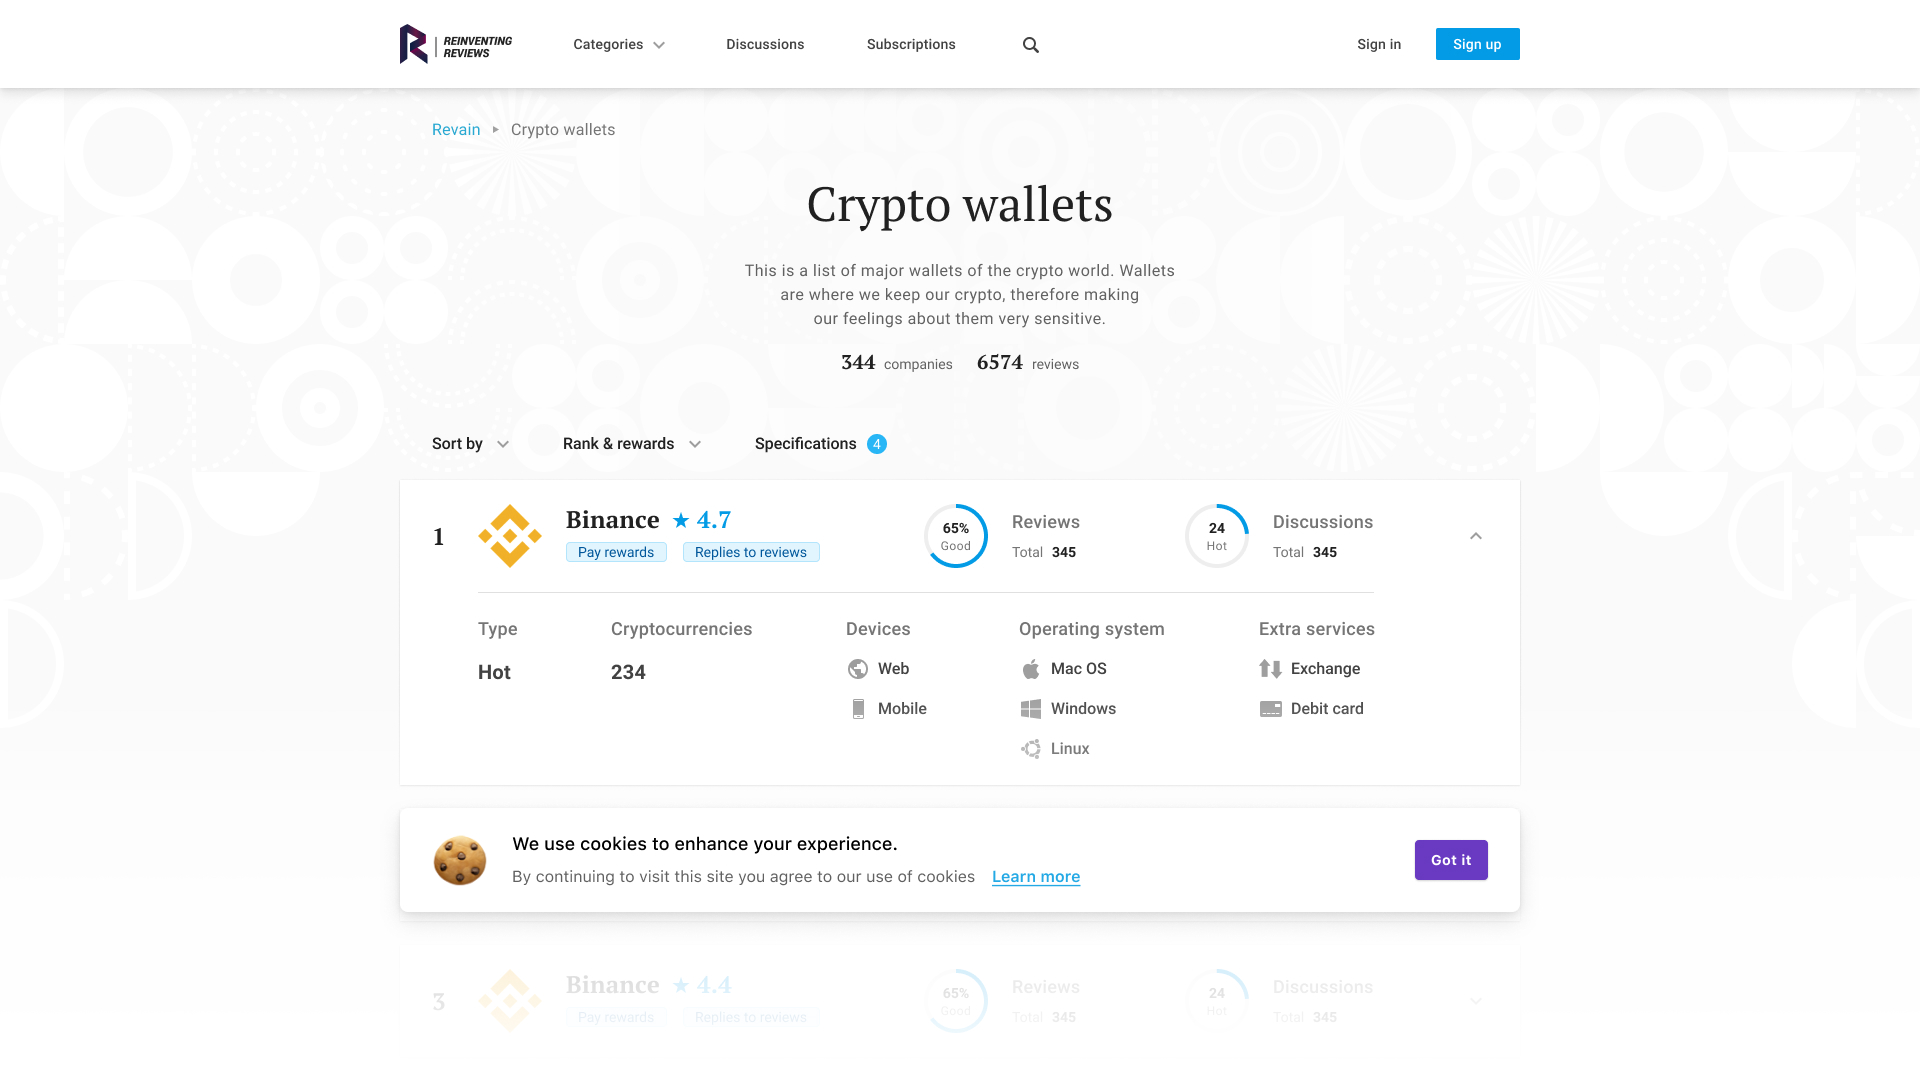 REINVENTING
REVIEWS
Categories
Discussions
Subscriptions
Sign in
Sign up
Revain
Crypto wallets
Crypto wallets
This is a list of major wallets of the crypto world. Wallets
are where we keep our crypto, therefore making
our feelings about them very sensitive.
344 companies 6574 reviews
Sort by
Rank & rewards
Specifications 4
1
Binance ★ 4.7
Pay rewards
Replies to reviews
65%
Good
Reviews
Total 345
24
Hot
Discussions
Total 345
Type
Hot
Cryptocurrencies
234
Devices
Web
Mobile
Operating system
Mac OS
Windows
Linux
Extra services
Exchange
Debit card
We use cookies to enhance your experience.
By continuing to visit this site you agree to our use of cookies Learn more
Got it
3
Binance ★ 4.4
Pay rewards
Replies to reviews
65%
Good
Reviews
Total 345
24
Hot
Discussions
Total 345